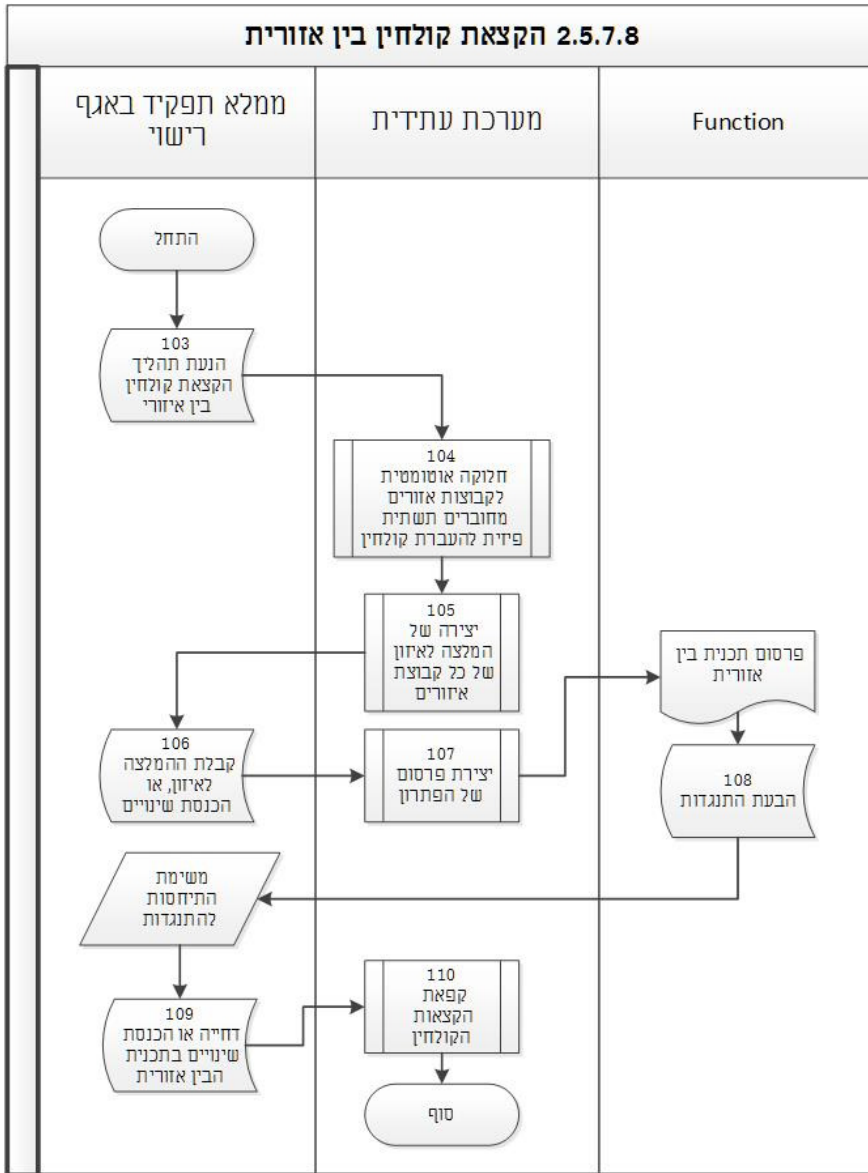 2.5.7.8 הקצאת קולחין בין אזורית
ממלא תפקיד באגף
רישוי
מערכת עתידית
Function
התחל
103
הנעת תהליך
הקצאת קולחין
בין איזורי
104
חלוקה אוטומטית
לקבוצות אזורים
מחוברים תשתית
פיזית להעברת קולחין
105
יצירה של
המלצה לאיזון
של כל קבוצת
איזורים
106
קבלת ההמלצה
לאיזון, או
הכנסת שינויים
107
יצירת פרסום
של הפתרון
פרסום תכנית בין
אזורית
108
הבעת התנגדות
משימת
התיחסות
להתנגדות
109
דחייה או הכנסת
שינויים בתכנית
הבין אזורית
110
קפאת
הקצאות
הקולחין
סוף